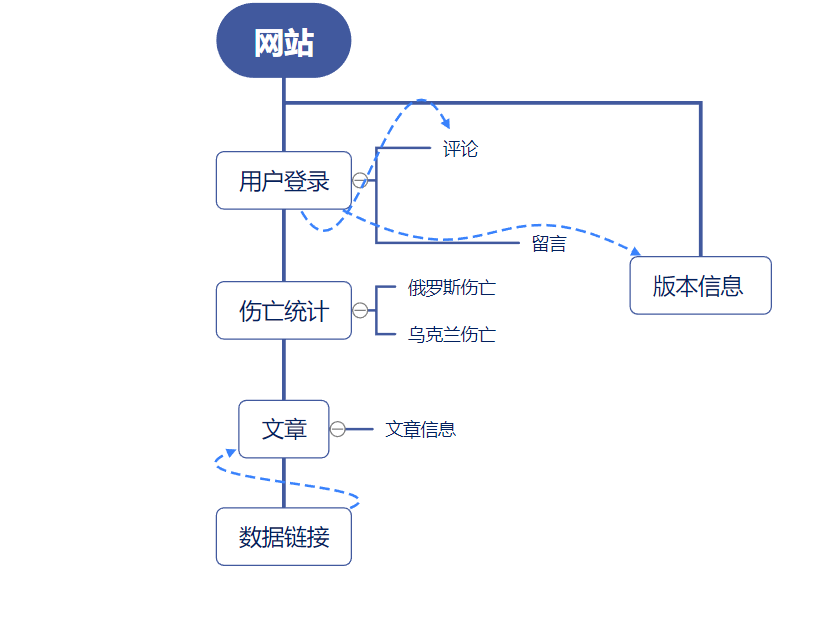 网站
评论
用户登录
留言
版本信息
俄罗斯伤亡
伤亡统计
乌克兰伤亡
文章
文章信息
数据链接